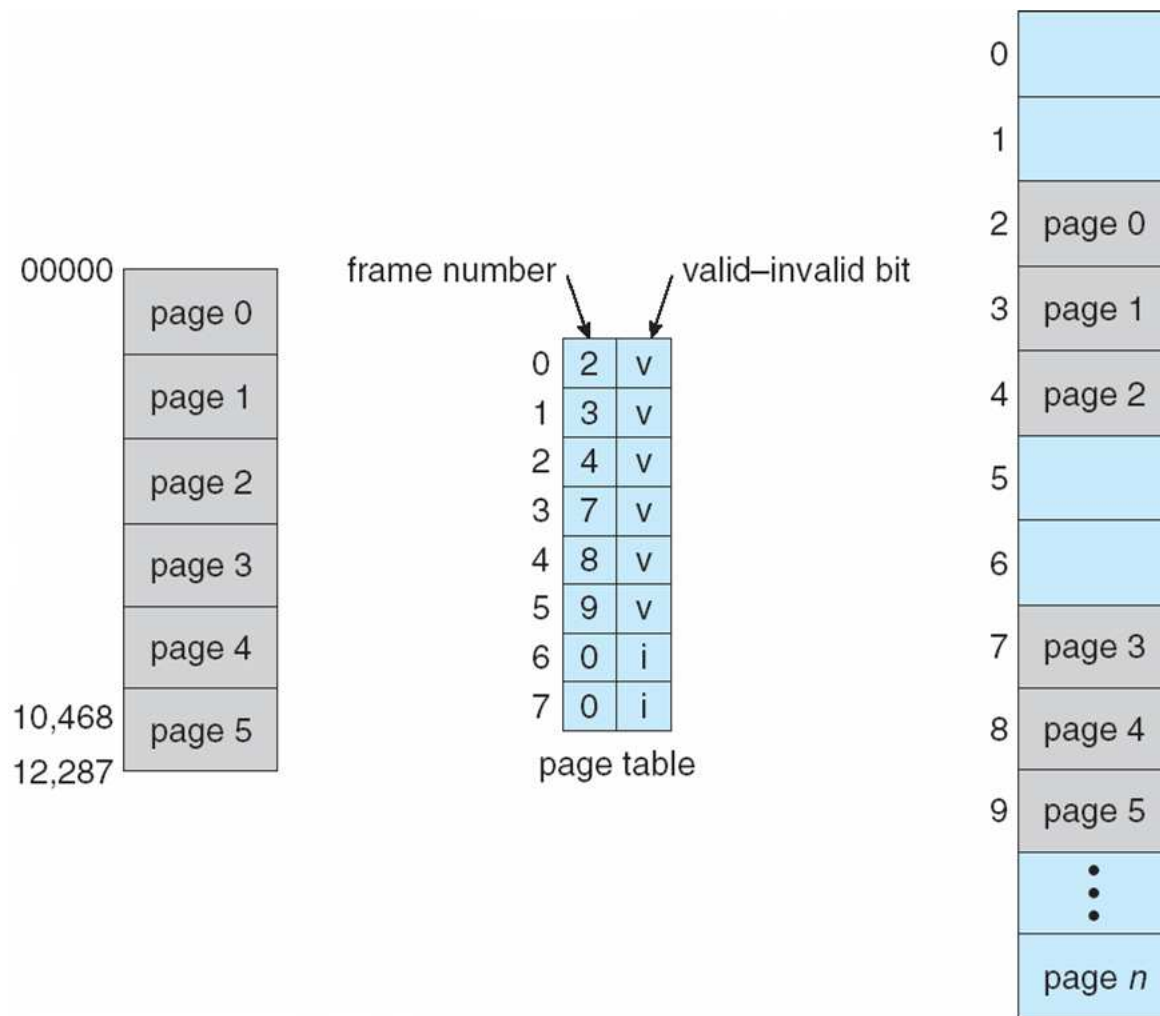 00000
page 0
page 1
page 2
page 3
page 4
10,468
page 5
12,287
frame number
valid–invalid bit
0 2 v
1 3 v
2 4 v
3 7 v
4 8 v
5 9 v
6 0 i
7 0 i
page table
0
1
2 page 0
3 page 1
4 page 2
5
6
7 page 3
8 page 4
9 page 5
page n